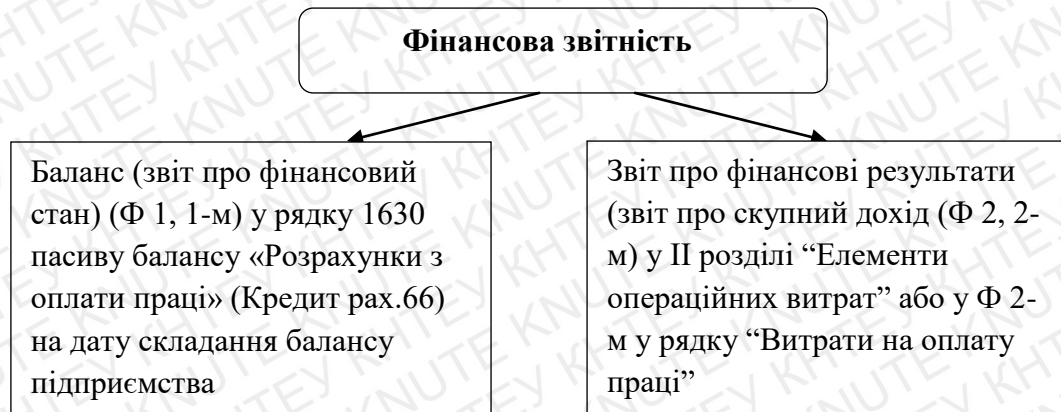 Фінансова звітність
Баланс (звіт про фінансовий
стан) (Ф 1, 1-м) у рядку 1630
пасиву балансу «Розрахунки з
оплати праці» (Кредит рах.66)
на дату складання балансу
підприємства
Звіт про фінансові результати
(звіт про скупний дохід (Ф 2, 2-
м) у ІІ розділі “Елементи
операційних витрат” або у Ф 2-
м у рядку “Витрати на оплату
праці”